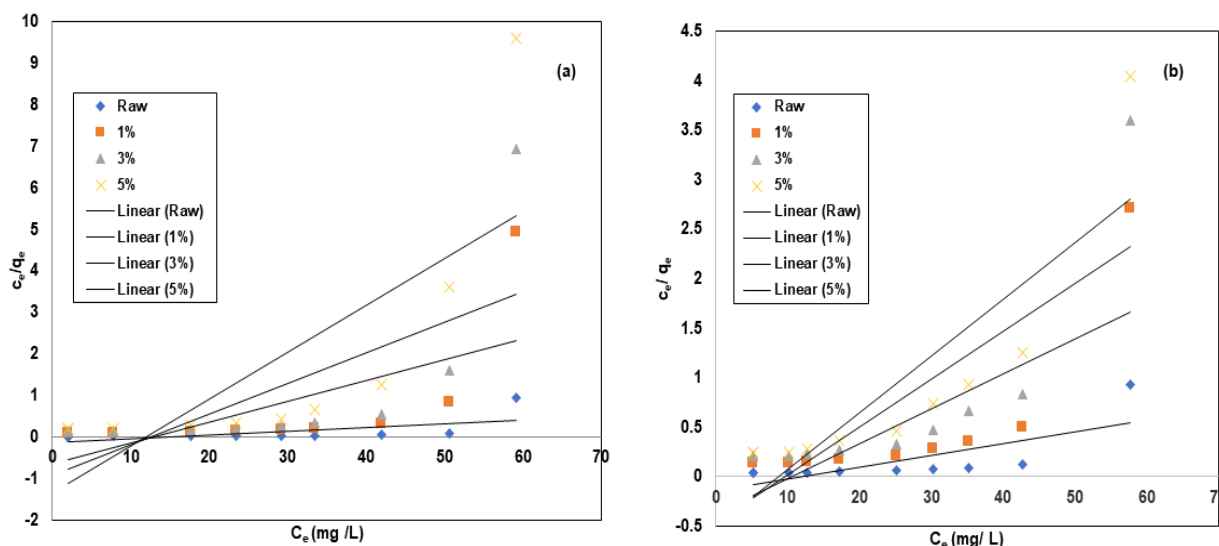 10
9
8
7
6
5
4
3
2
1
0
-1
-2
0 10 20 30 40 50 60 70
cₑ/qₑ
Cₑ (mg /L)
(a)
Raw
1%
3%
5%
Linear (Raw)
Linear (1%)
Linear (3%)
Linear (5%)
4.5
4
3.5
3
2.5
2
1.5
1
0.5
0
-0.5
0 10 20 30 40 50 60 70
cₑ/ qₑ
Cₑ (mg/ L)
(b)
Raw
1%
3%
5%
Linear (Raw)
Linear (1%)
Linear (3%)
Linear (5%)